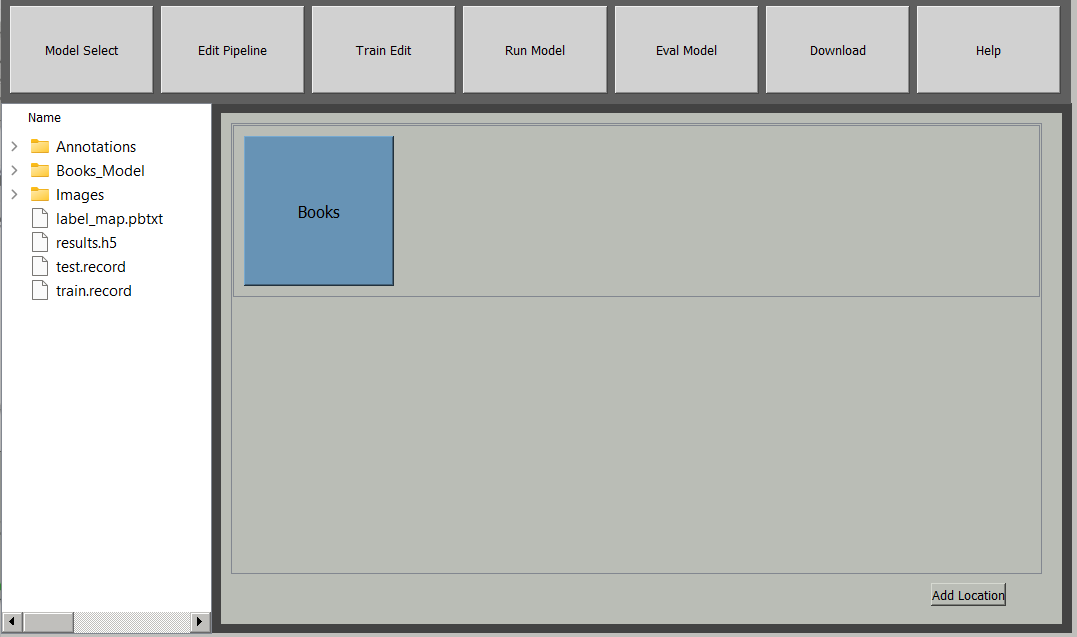 Model Select
Edit Pipeline
Train Edit
Run Model
Eval Model
Download
Help
Name
Annotations
Books_Model
Images
label_map.pbtxt
results.h5
test.record
train.record
Books
Add Location